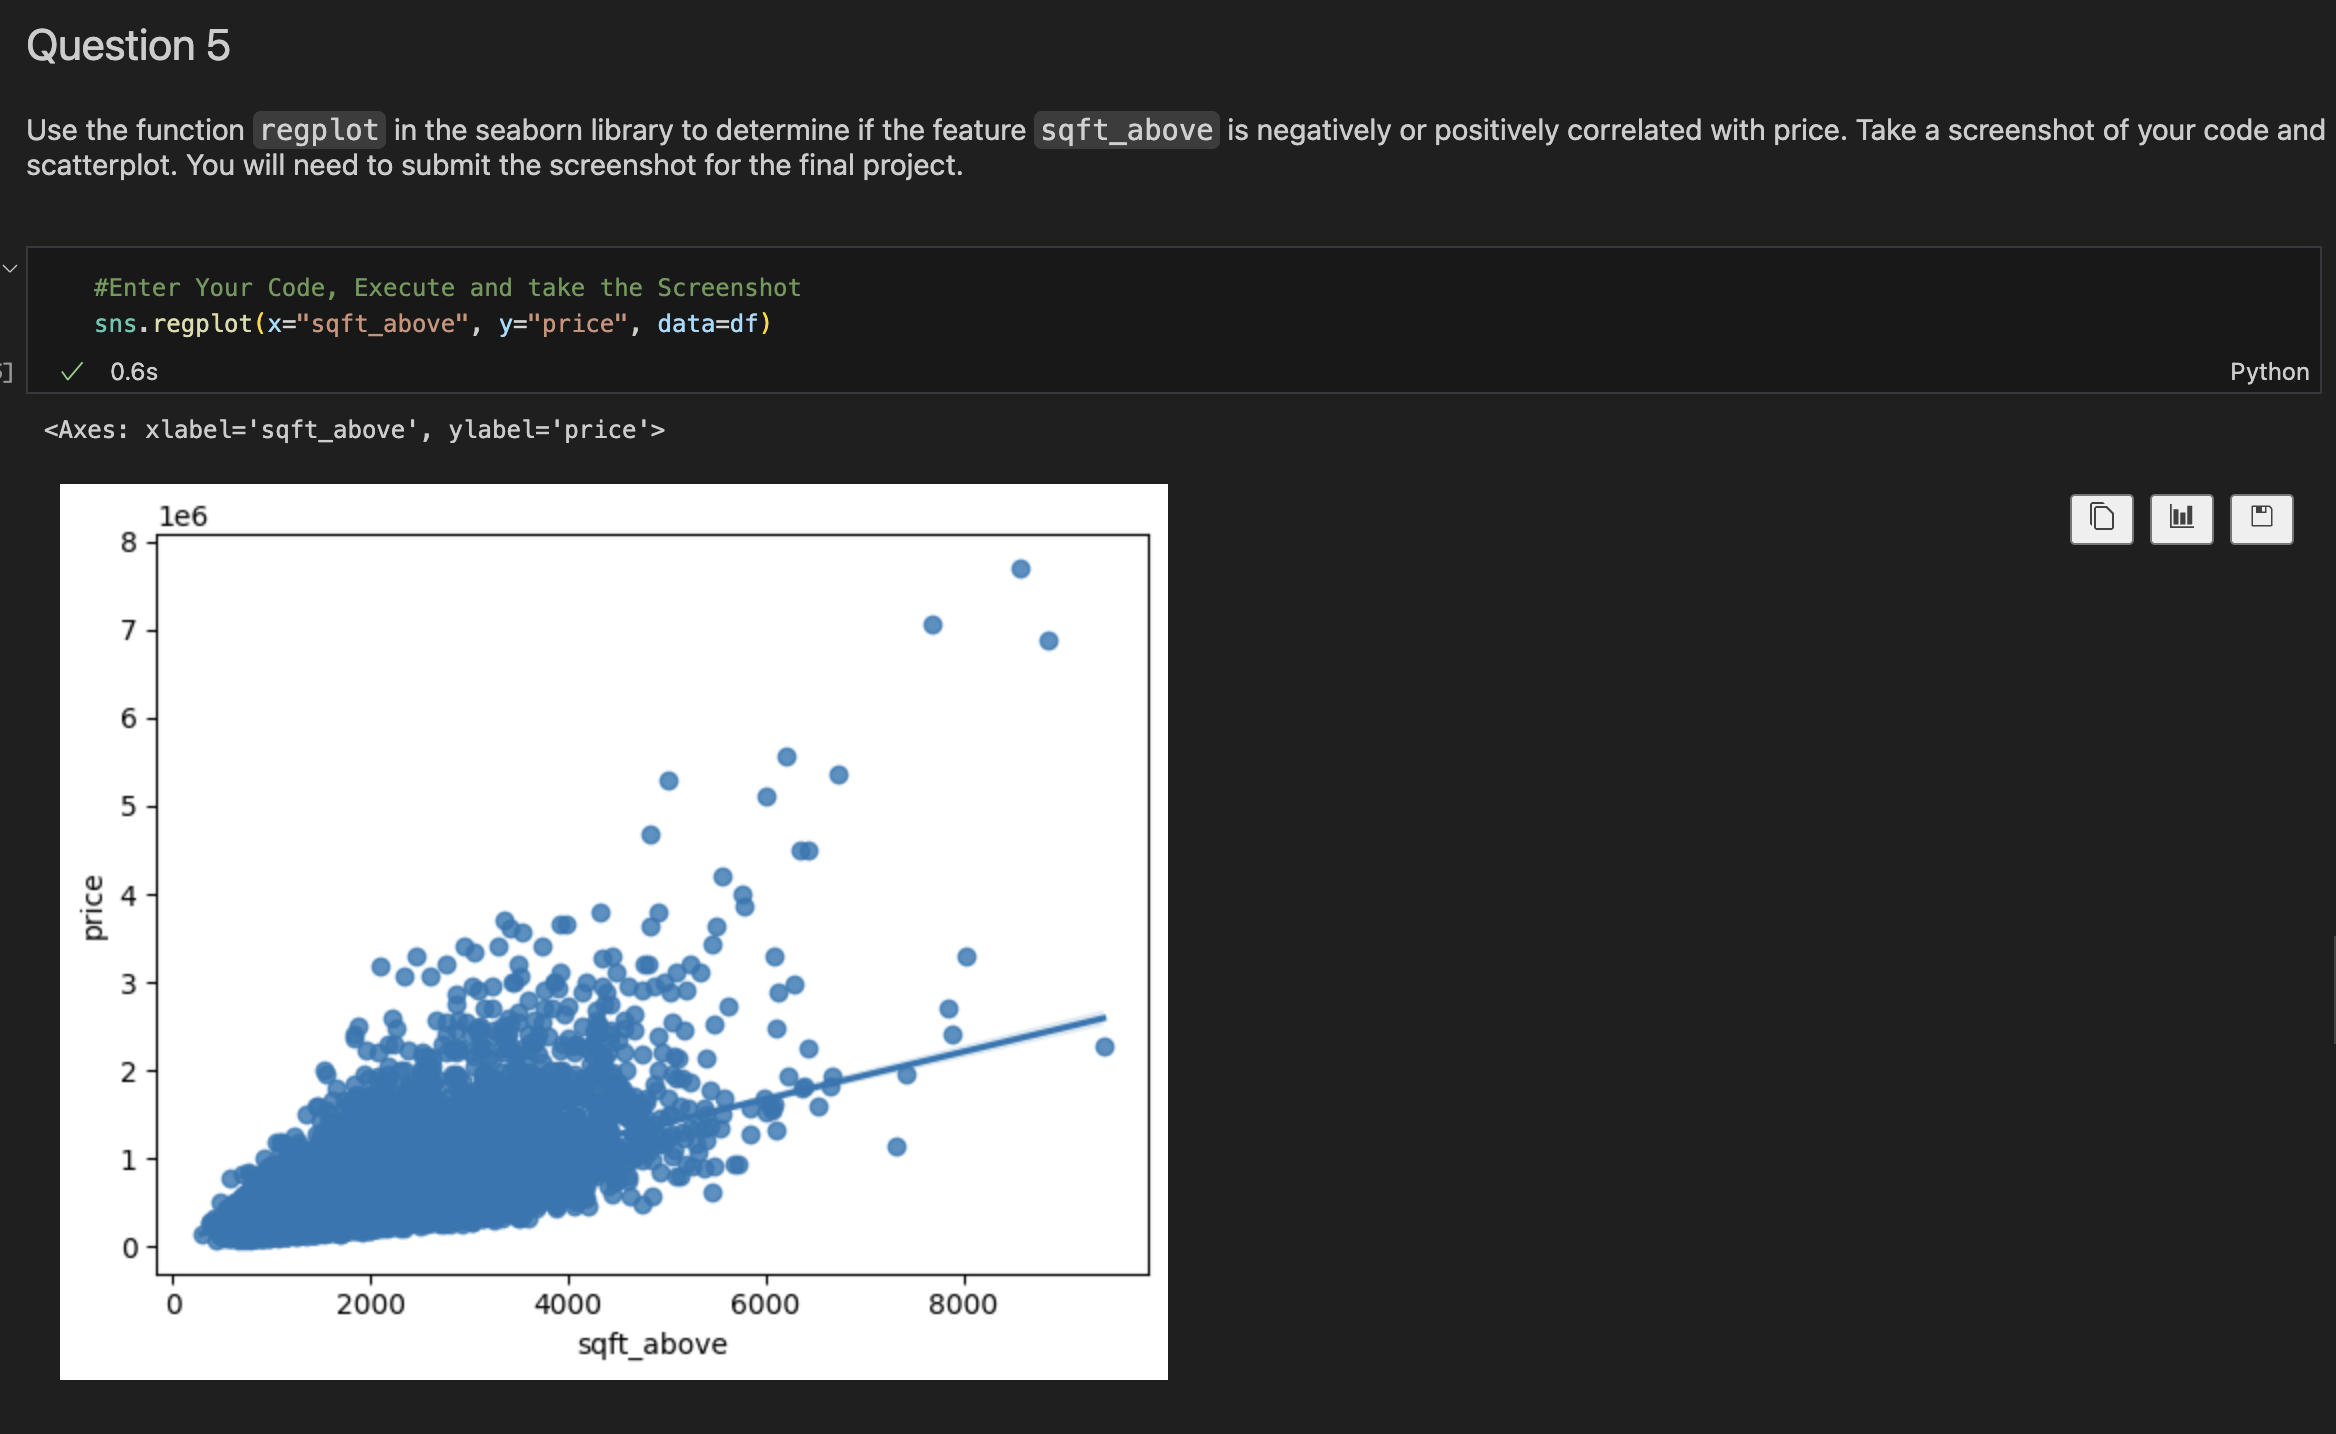 Question 5
Use the function regplot in the seaborn library to determine if the feature sqft_above is negatively or positively correlated with price. Take a screenshot of your code and
scatterplot. You will need to submit the screenshot for the final project.
#Enter Your Code, Execute and take the Screenshot
sns.regplot(x="sqft_above", y="price", data=df)
]
0.6s
Python
<Axes: xlabel='sqft_above', ylabel='price'>
1e6
8
7
6
5
4
3
2
1
0
price
0 2000 4000 6000 8000
sqft_above